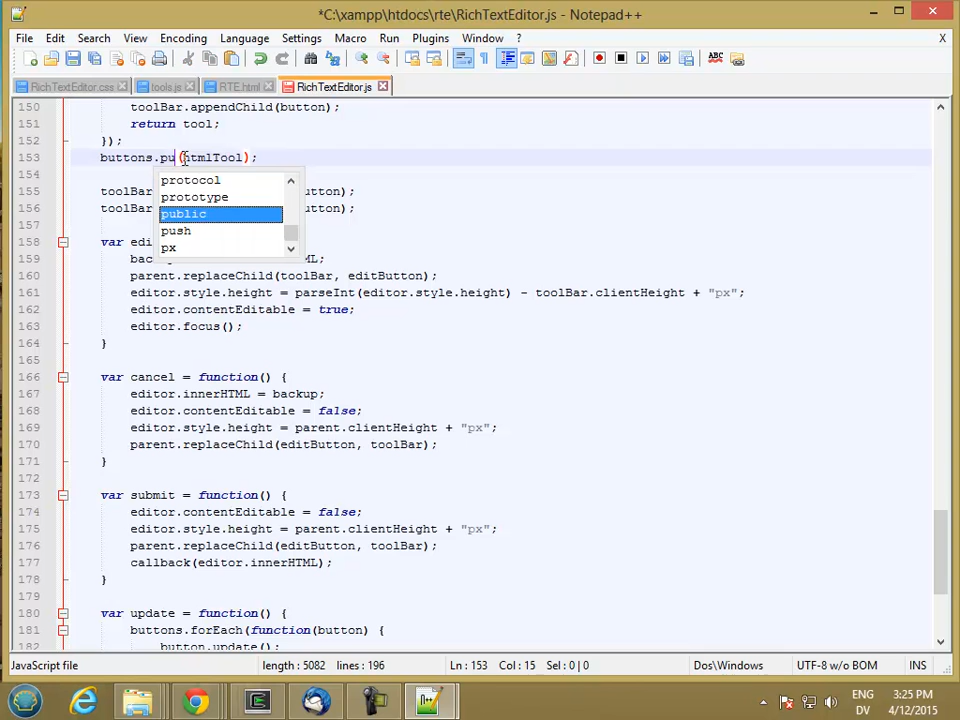 *C:\xampp\htdocs\rte\RichTextEditor.js - Notepad++
File Edit Search View Encoding Language Settings Macro Run Plugins Window ? X
RichTextEditor.css tools.js RTE.html RichTextEditor.js
150 toolBar.appendChild(button);
151 return tool;
152 });
153 buttons.pu(htmlTool);
154
155 toolBar utton);
156 toolBar utton);
157
158 var edi
159 bac ML;
160 parent.replaceChild(toolBar, editButton);
161 editor.style.height = parseInt(editor.style.height) - toolBar.clientHeight + "px";
162 editor.contentEditable = true;
163 editor.focus();
164 }
165
166 var cancel = function() {
167 editor.innerHTML = backup;
168 editor.contentEditable = false;
169 editor.style.height = parent.clientHeight + "px";
170 parent.replaceChild(editButton, toolBar);
171 }
172
173 var submit = function() {
174 editor.contentEditable = false;
175 editor.style.height = parent.clientHeight + "px";
176 parent.replaceChild(editButton, toolBar);
177 callback(editor.innerHTML);
178 }
179
180 var update = function() {
181 buttons.forEach(function(button) {
182 button.update();
protocol
prototype
public
push
px
JavaScript file length : 5082 lines : 196 Ln : 153 Col : 15 Sel : 0 | 0 Dos\Windows UTF-8 w/o BOM INS
ENG 3:25 PM
DV 4/12/2015